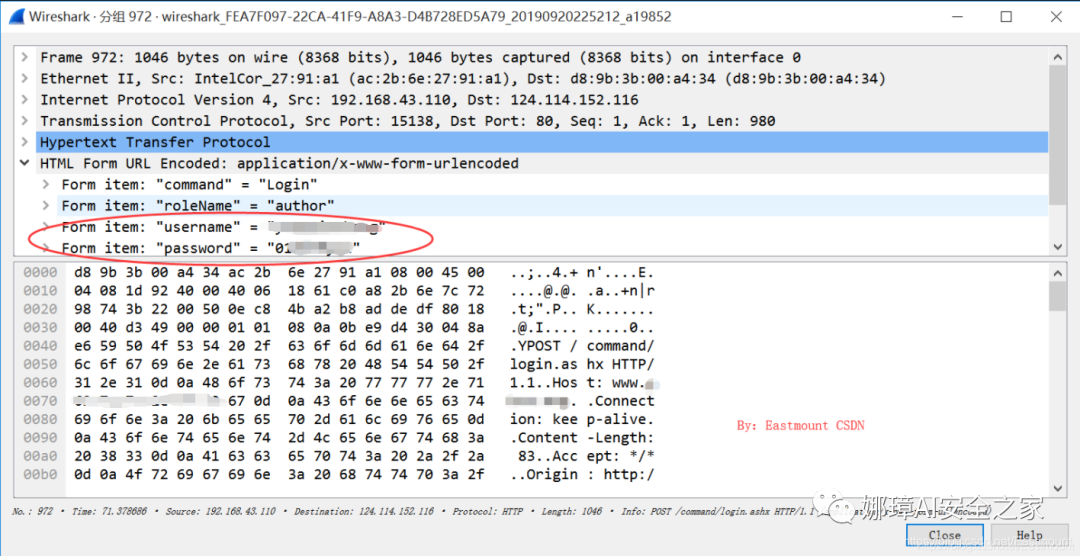 Wireshark · 分组 972 · wireshark_FEA7F097-22CA-41F9-A8A3-D4B728ED5A79_20190920225212_a19852
Frame 972: 1046 bytes on wire (8368 bits), 1046 bytes captured (8368 bits) on interface 0
Ethernet II, Src: IntelCor_27:91:a1 (ac:2b:6e:27:91:a1), Dst: d8:9b:3b:00:a4:34 (d8:9b:3b:00:a4:34)
Internet Protocol Version 4, Src: 192.168.43.110, Dst: 124.114.152.116
Transmission Control Protocol, Src Port: 15138, Dst Port: 80, Seq: 1, Ack: 1, Len: 980
Hypertext Transfer Protocol
HTML Form URL Encoded: application/x-www-form-urlencoded
Form item: "command" = "Login"
Form item: "roleName" = "author"
Form item: "username" =
Form item: "password" = "01
0000 d8 9b 3b 00 a4 34 ac 2b 6e 27 91 a1 08 00 45 00 ..;..4.+ n'....E.
0010 04 08 1d 92 40 00 40 06 18 61 c0 a8 2b 6e 7c 72 ....@.@. .a..+n|r
0020 98 74 3b 22 00 50 0e c8 4b a2 b8 ad de df 80 18 .t;".P.. K.......
0030 00 40 d3 49 00 00 01 01 08 0a 0b e9 d4 30 04 8a .@.I.... .....0..
0040 e6 59 50 4f 53 54 20 2f 63 6f 6d 6d 61 6e 64 2f .YPOST / command/
0050 6c 6f 67 69 6e 2e 61 73 68 78 20 48 54 54 50 2f login.as hx HTTP/
0060 31 2e 31 0d 0a 48 6f 73 74 3a 20 77 77 77 2e 71 1.1..Hos t: www.
0070 67 0d 0a 43 6f 6e 6e 65 63 74 . .Connect
0080 69 6f 6e 3a 20 6b 65 65 70 2d 61 6c 69 76 65 0d ion: kee p-alive.
0090 0a 43 6f 6e 74 65 6e 74 2d 4c 65 6e 67 74 68 3a .Content -Length:
00a0 20 38 33 0d 0a 41 63 63 65 70 74 3a 20 2a 2f 2a 83..Acc ept: */*
00b0 0d 0a 4f 72 69 67 69 6e 3a 20 68 74 74 70 3a 2f ..Origin : http:/
By: Eastmount CSDN
No.: 972 · Time: 71.378686 · Source: 192.168.43.110 · Destination: 124.114.152.116 · Protocol: HTTP · Length: 1046 · Info: POST /command/login.ashx HTTP/1.1
娜璋AI安全之家
Close
Help